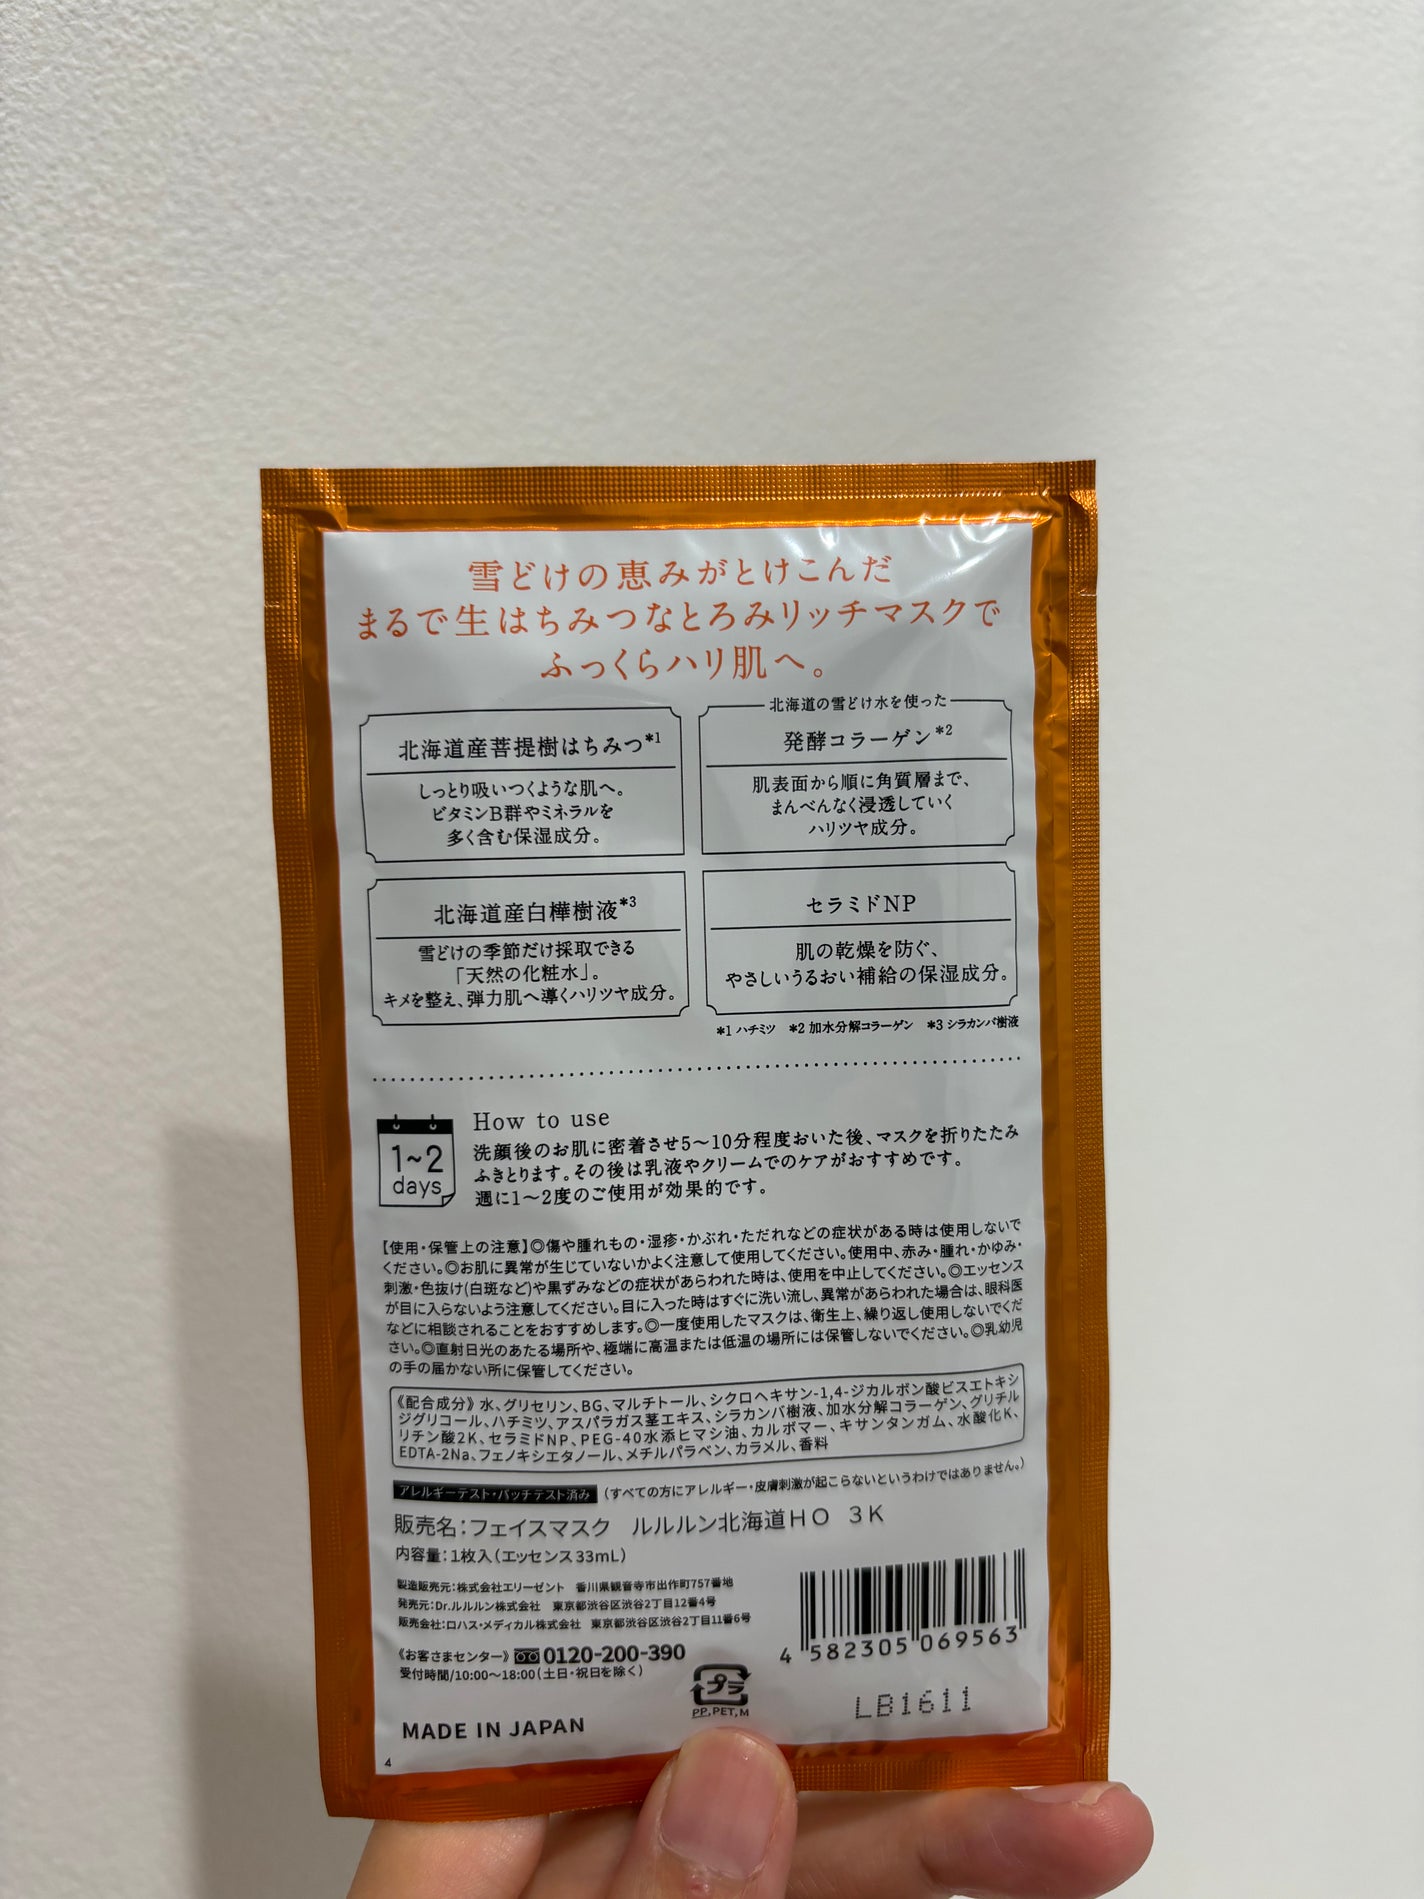 雪どけの恵みがとけこんだ
まるで生はちみつなとろみリッチマスクで
ふっくらハリ肌へ。
北海道産菩提樹はちみつ*1
しっとり吸いつくような肌へ。
ビタミンB群やミネラルを
多く含む保湿成分。
北海道の雪どけ水を使った
発酵コラーゲン*2
肌表面から順に角質層まで、
まんべんなく浸透していく
ハリツヤ成分。
北海道産白樺樹液*3
雪どけの季節だけ採取できる
「天然の化粧水」。
キメを整え、弾力肌へ導くハリツヤ成分。
セラミドNP
肌の乾燥を防ぐ、
やさしいうるおい補給の保湿成分。
*1 ハチミツ *2 加水分解コラーゲン *3 シラカンバ樹液
1~2
days
How to use
洗顔後のお肌に密着させ5〜10分程度おいた後、マスクを折りたたみ
ふきとります。その後は乳液やクリームでのケアがおすすめです。
週に1〜2度のご使用が効果的です。
【使用・保管上の注意】◎傷や腫れもの・湿疹・かぶれ・ただれなどの症状がある時は使用しないで
ください。◎お肌に異常が生じていないかよく注意して使用してください。使用中、赤み・腫れ・かゆみ・
刺激・色抜け(白斑など)や黒ずみなどの症状があらわれた時は、使用を中止してください。◎エッセンス
が目に入らないよう注意してください。目に入った時はすぐに洗い流し、異常があらわれた場合は、眼科医
などに相談されることをおすすめします。◎一度使用したマスクは、衛生上、繰り返し使用しないでくだ
さい。◎直射日光のあたる場所や、極端に高温または低温の場所には保管しないでください。◎乳幼児
の手の届かない所に保管してください。
《配合成分》水、グリセリン、BG、マルチトール、シクロヘキサン-1,4-ジカルボン酸ビスエトキシ
ジグリコール、ハチミツ、アスパラガス茎エキス、シラカンバ樹液、加水分解コラーゲン、グリチル
リチン酸2K、セラミドNP、PEG-40水添ヒマシ油、カルボマー、キサンタンガム、水酸化K、
EDTA-2Na、フェノキシエタノール、メチルパラベン、カラメル、香料
アレルギーテスト・パッチテスト済み (すべての方にアレルギー・皮膚刺激が起こらないというわけではありません。)
販売名:フェイスマスク ルルルン北海道HO 3K
内容量:1枚入(エッセンス33mL)
製造販売元:株式会社エリーゼント 香川県観音寺市出作町757番地
発売元:Dr.ルルルン株式会社 東京都渋谷区渋谷2丁目12番4号
販売会社:ロハス・メディカル株式会社 東京都渋谷区渋谷2丁目11番6号
《お客さまセンター》 0120-200-390
受付時間/10:00〜18:00(土日・祝日を除く)
4 582305 069563
プラ
PP,PET,M
LB1611
MADE IN JAPAN
4